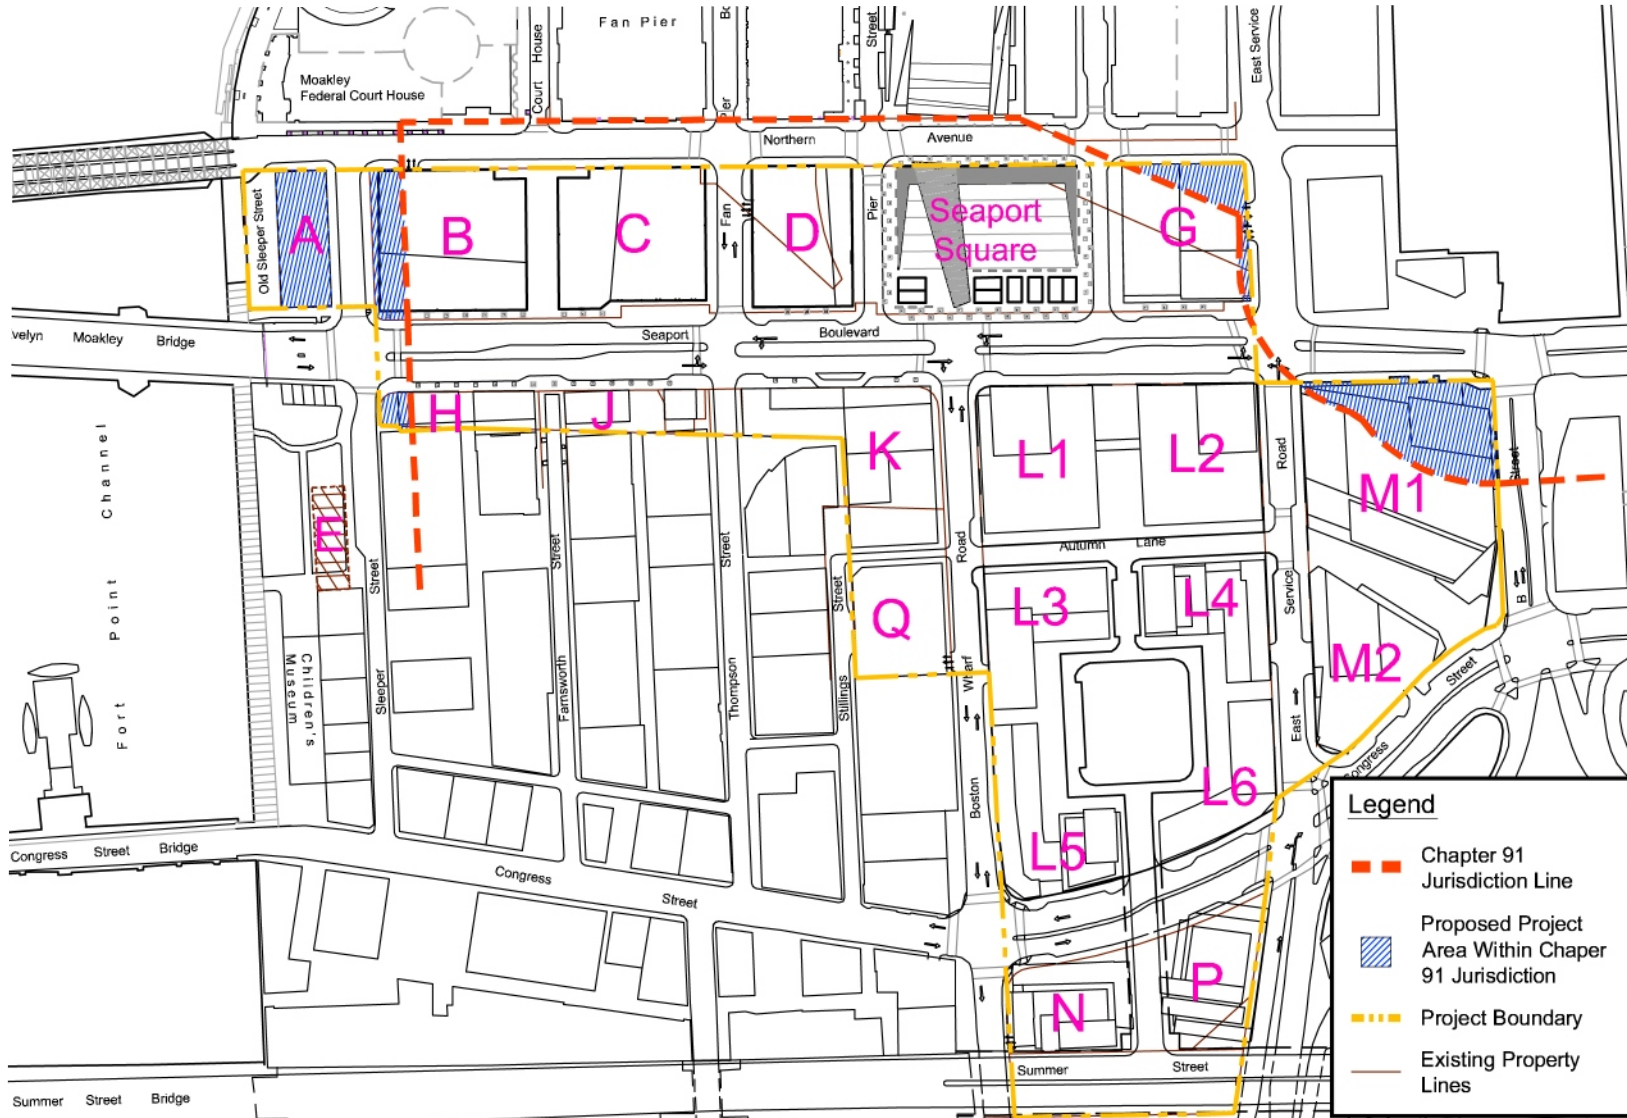 Fan Pier
Court House
Fan Pier
Bo
Street
East Service
Moakley
Federal Court House
Northern
Avenue
Old Sleeper Street
A
B
C
Fan
D
Pier
Seaport
Square
G
velyn Moakley Bridge
Seaport
Boulevard
H
J
K
L1
L2
Road
M1
Street
B
Fort Point Channel
E
Sleeper Street
Farnsworth Street
Thompson Street
Stillings Street
Boston Wharf Road
Autumn Lane
East Service
Q
L3
L4
M2
Children's
Museum
L5
L6
Congress Street
Congress Street Bridge
Congress Street
N
P
Summer Street
Summer Street Bridge
Legend
Chapter 91
Jurisdiction Line
Proposed Project
Area Within Chaper
91 Jurisdiction
Project Boundary
Existing Property
Lines